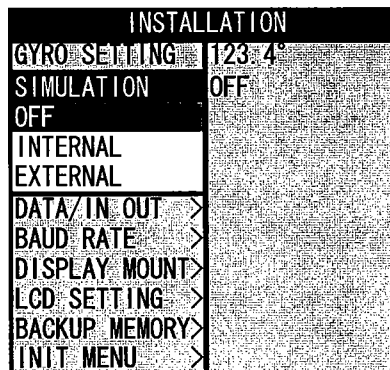 INSTALLATION
GYRO SETTING 123.4°
SIMULATION OFF
OFF
INTERNAL
EXTERNAL
DATA/IN OUT >
BAUD RATE >
DISPLAY MOUNT>
LCD SETTING >
BACKUP MEMORY>
INIT MENU >